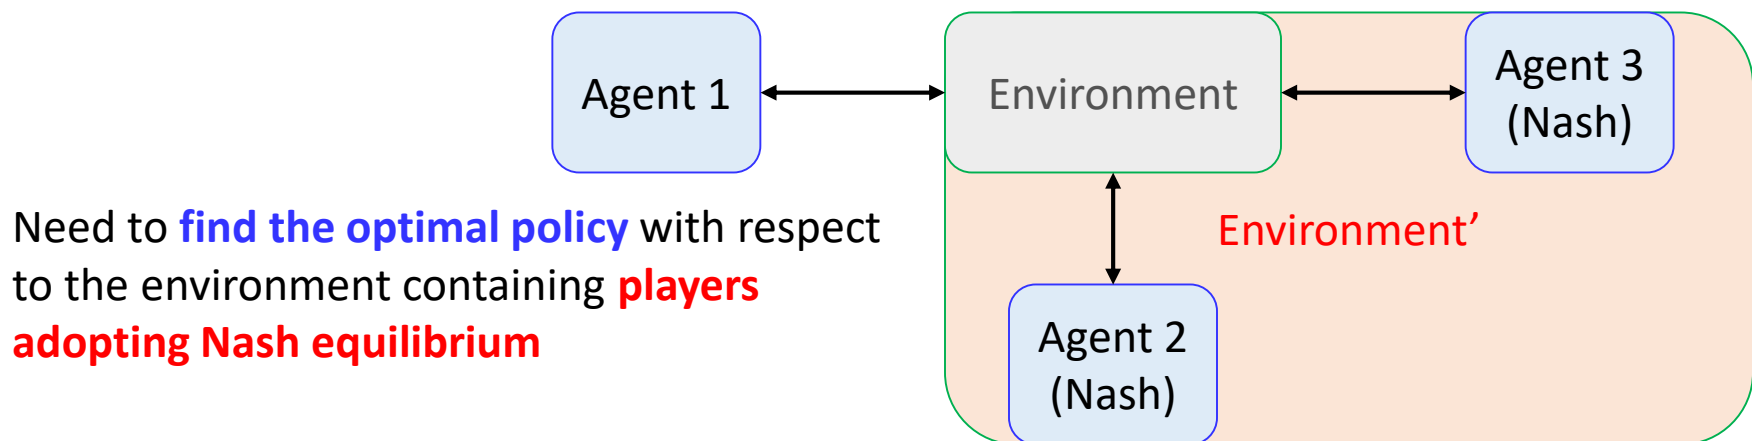 Agent 1
Environment
Agent 3
(Nash)
Need to find the optimal policy with respect
to the environment containing players
adopting Nash equilibrium
Environment’
Agent 2
(Nash)